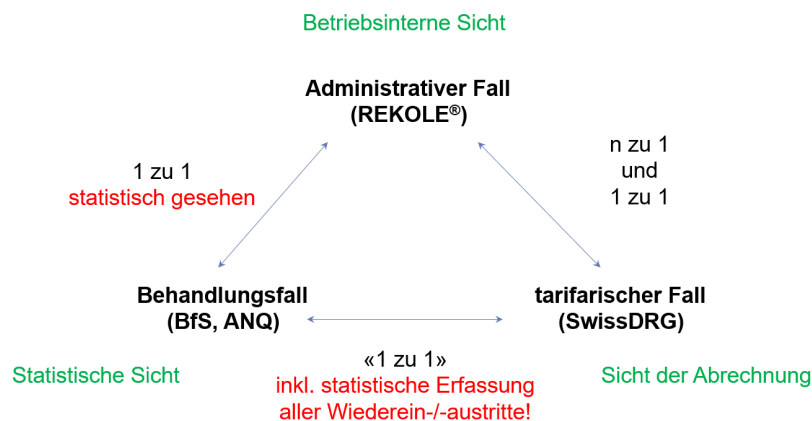 Betriebsinterne Sicht
Administrativer Fall
(REKOLE®)
1 zu 1
statistisch gesehen
n zu 1
und
1 zu 1
Behandlungsfall
(BfS, ANQ)
tarifarischer Fall
(SwissDRG)
Statistische Sicht
«1 zu 1»
inkl. statistische Erfassung
aller Wiederein-/-austritte!
Sicht der Abrechnung